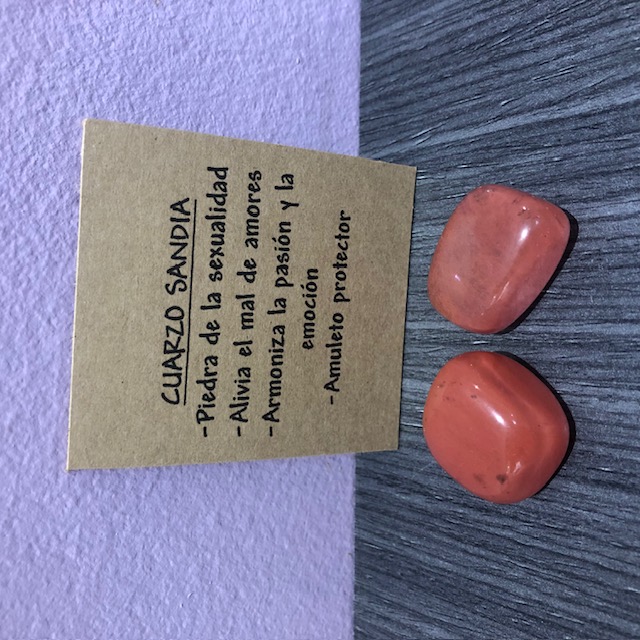 CUARZO SANDIA
-Piedra de la sexualidad
-Alivia el mal de amores
-Armoniza la pasión y la
emoción
-Amuleto protector